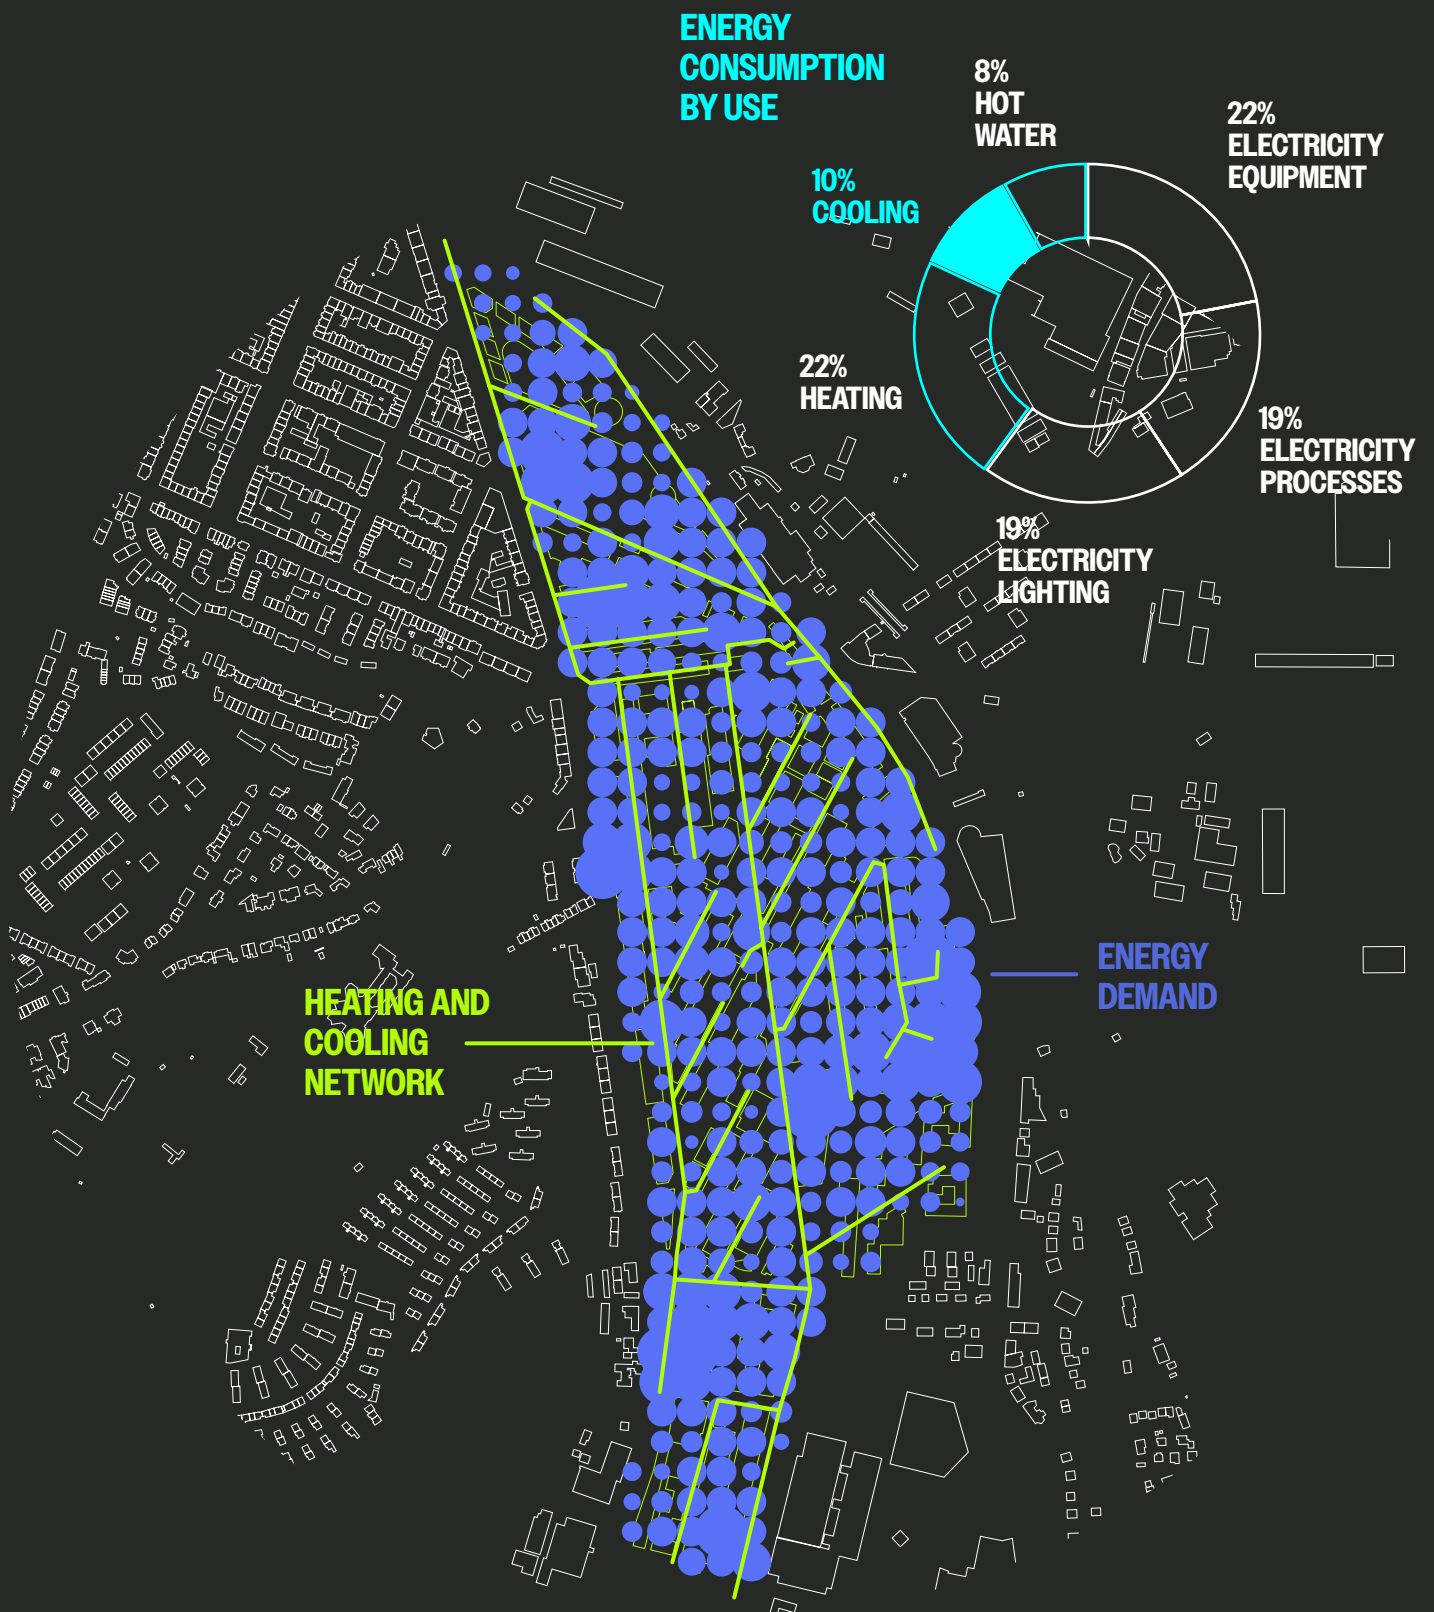 ENERGY
CONSUMPTION
BY USE
8%
HOT
WATER
22%
ELECTRICITY
EQUIPMENT
10%
COOLING
22%
HEATING
19%
ELECTRICITY
PROCESSES
19%
ELECTRICITY
LIGHTING
ENERGY
DEMAND
HEATING AND
COOLING
NETWORK